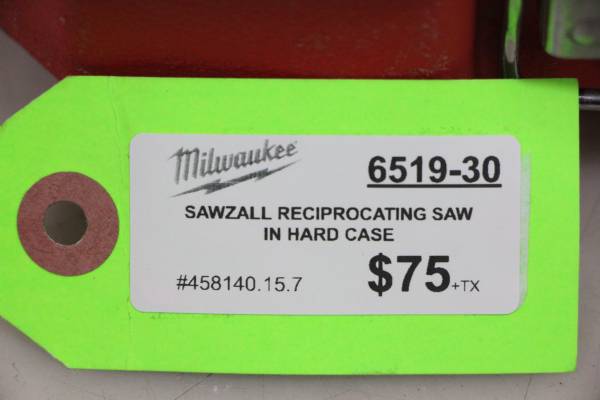 Milwaukee
6519-30
SAWZALL RECIPROCATING SAW
IN HARD CASE
#458140.15.7
$75+TX